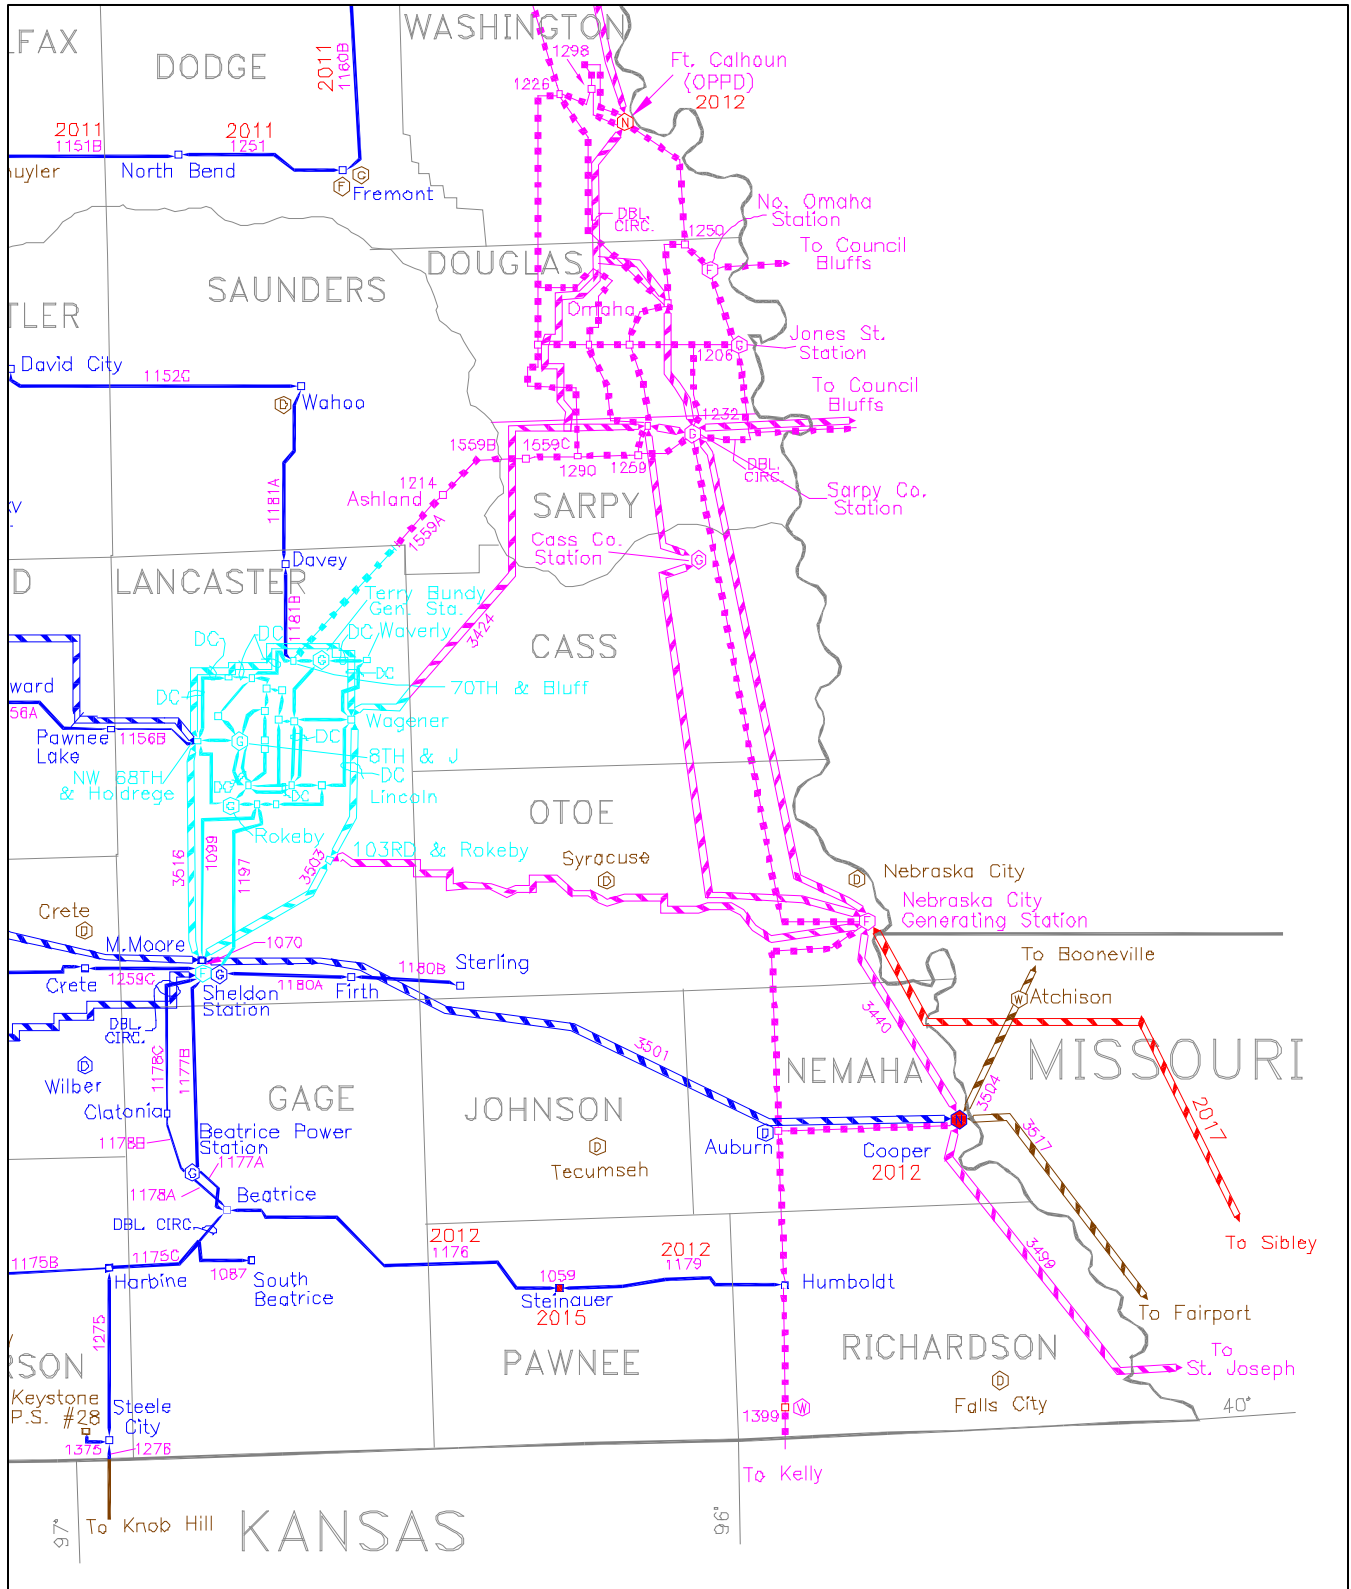 WASHINGTON
LFAX
DODGE
2011
1160B
1298
1226
Ft. Calhoun
(OPPD)
2012
N
2011
1151B
2011
1251
uyler
North Bend
F
G
Fremont
DBL.
CIRC.
No. Omaha
Station
1250
To Council
Bluffs
F
DOUGLAS
SAUNDERS
TLER
Omaha
Jones St.
Station
G
1206
David City
1152C
D
Wahoo
To Council
Bluffs
1232
G
1559B
1559C
1290
1259
DBL.
CIRC.
1214
Ashland
1559A
1181A
Sarpy Co.
Station
SARPY
Cass Co.
Station
G
KV
Davey
D
LANCASTER
1181B
Terry Bundy
Gen. Sta.
DC
DC
DC
Waverly
G
DC
3424
CASS
DC
70TH & Bluff
ward
56A
Wagener
Pawnee
Lake
1156B
G
DC
8TH & J
NW 68TH
& Holdrege
DC
DC
DC
Lincoln
G
Rokeby
OTOE
3516
1099
1197
3503
103RD & Rokeby
Syracuse
D
D
Nebraska City
Nebraska City
Generating Station
F
Crete
D
M.Moore
1070
1259C
Crete
F
G
Sheldon
Station
1180A
1180B
Firth
Sterling
To Booneville
W
Atchison
DBL.
CIRC.
3440
1178C
1177B
D
Wilber
3501
NEMAHA
MISSOURI
GAGE
JOHNSON
3504
Clatonia
1178B
Beatrice Power
Station
1177A
G
1178A
D
Tecumseh
D
Auburn
N
Cooper
2012
3517
2017
Beatrice
DBL. CIRC.
To Sibley
1175B
1175C
Harbine
1087
South
Beatrice
2012
1176
2012
1179
1059
Steinauer
2015
Humboldt
3499
1275
To Fairport
RICHARDSON
PAWNEE
To
St. Joseph
RSON
Keystone
P.S. #28
Steele
City
D
Falls City
1399
W
40°
1375
1276
To Kelly
97°
To Knob Hill
KANSAS
96°